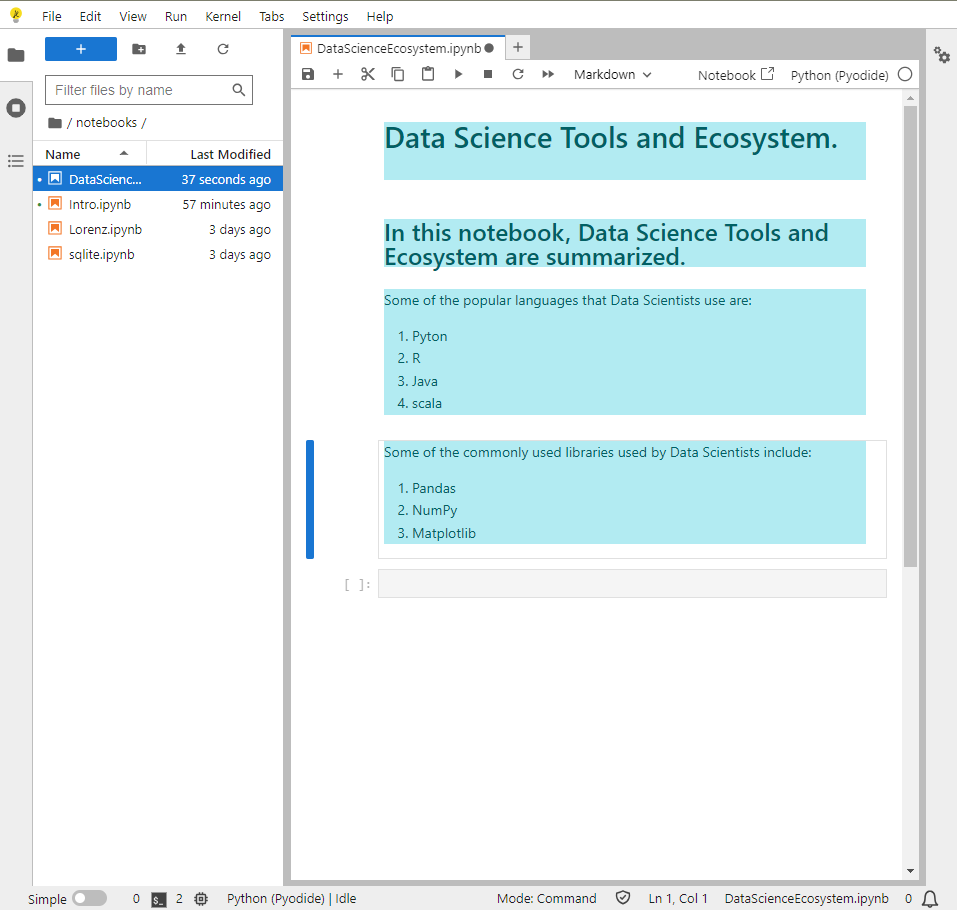 File Edit View Run Kernel Tabs Settings Help
+
Filter files by name
/ notebooks /
Name Last Modified
DataScienc... 37 seconds ago
Intro.ipynb 57 minutes ago
Lorenz.ipynb 3 days ago
sqlite.ipynb 3 days ago
DataScienceEcosystem.ipynb
+
Markdown
Notebook
Python (Pyodide)
Data Science Tools and Ecosystem.
In this notebook, Data Science Tools and
Ecosystem are summarized.
Some of the popular languages that Data Scientists use are:
1. Pyton
2. R
3. Java
4. scala
Some of the commonly used libraries used by Data Scientists include:
1. Pandas
2. NumPy
3. Matplotlib
[ ]:
Simple 0 $_ 2 Python (Pyodide) | Idle Mode: Command Ln 1, Col 1 DataScienceEcosystem.ipynb 0